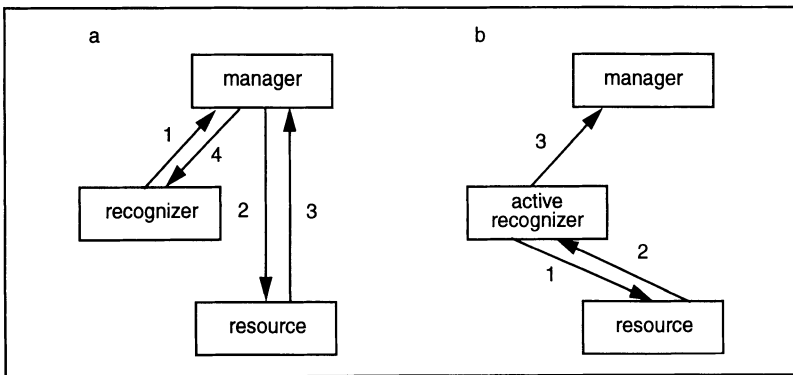 a
manager
1
4
recognizer
2
3
resource
b
manager
3
active
recognizer
1
2
resource